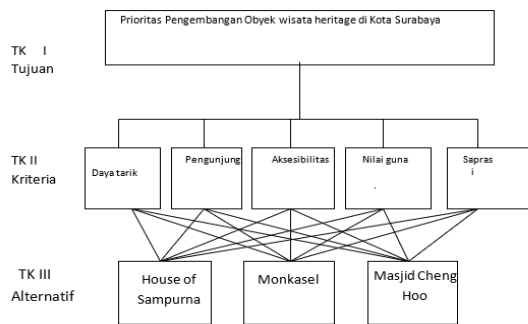 Prioritas Pengembangan Obyek wisata heritage di Kota Surabaya
TK I
Tujuan
TK II
Kriteria
Daya tarik
Pengunjung
Aksesibilitas
Nilai guna
.
Sapras
i
TK III
Alternatif
House of
Sampurna
Monkasel
Masjid Cheng
Hoo